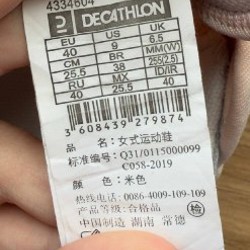 4334604
DECATHLON
EU US UK
40 9 6.5
CM BR MM(W)
25.5 38 255(2.5)
RU MX ID/IR
40 25.5 40
3 608439 279874
品名:女式运动鞋
标准编号:Q31/0115000099
C058-2019
颜 色:米色
热线电话:0086-4009-109-109
产品等级:合格品
中国制造 湖南 常德
检